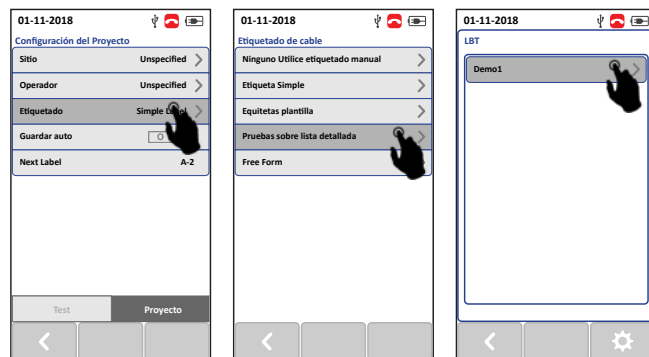 01-11-2018
Configuración del Proyecto
Sitio Unspecified
Operador Unspecified
Etiquetado Simple Label
Guardar auto O
Next Label A-2
Test Proyecto
01-11-2018
Etiquetado de cable
Ninguno Utilice etiquetado manual
Etiqueta Simple
Equitetas plantilla
Pruebas sobre lista detallada
Free Form
01-11-2018
LBT
Demo1